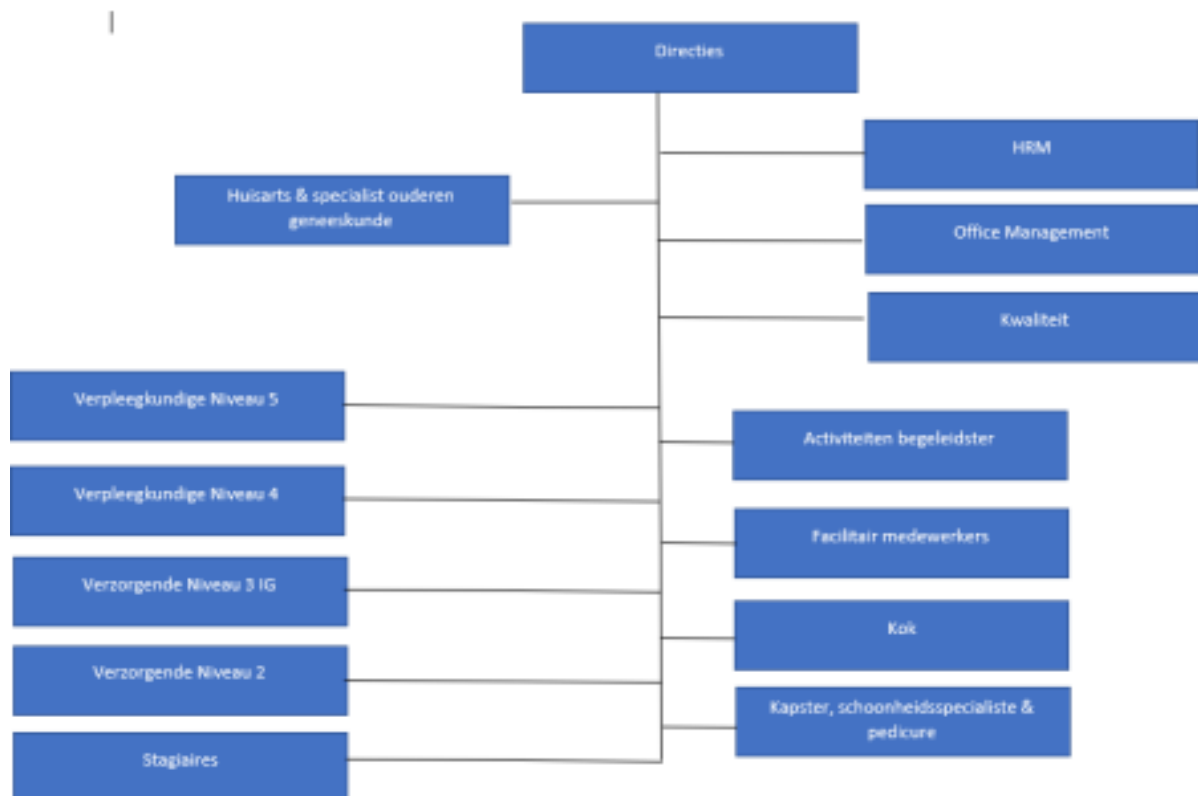 Directies
HRM
Huisarts & specialist ouderen
geneeskunde
Office Management
Kwaliteit
Verpleegkundige Niveau 5
Activiteiten begeleidster
Verpleegkundige Niveau 4
Facilitair medewerkers
Verzorgende Niveau 3 IG
Kok
Verzorgende Niveau 2
Kapster, schoonheidsspecialiste &
pedicure
Stagiaires